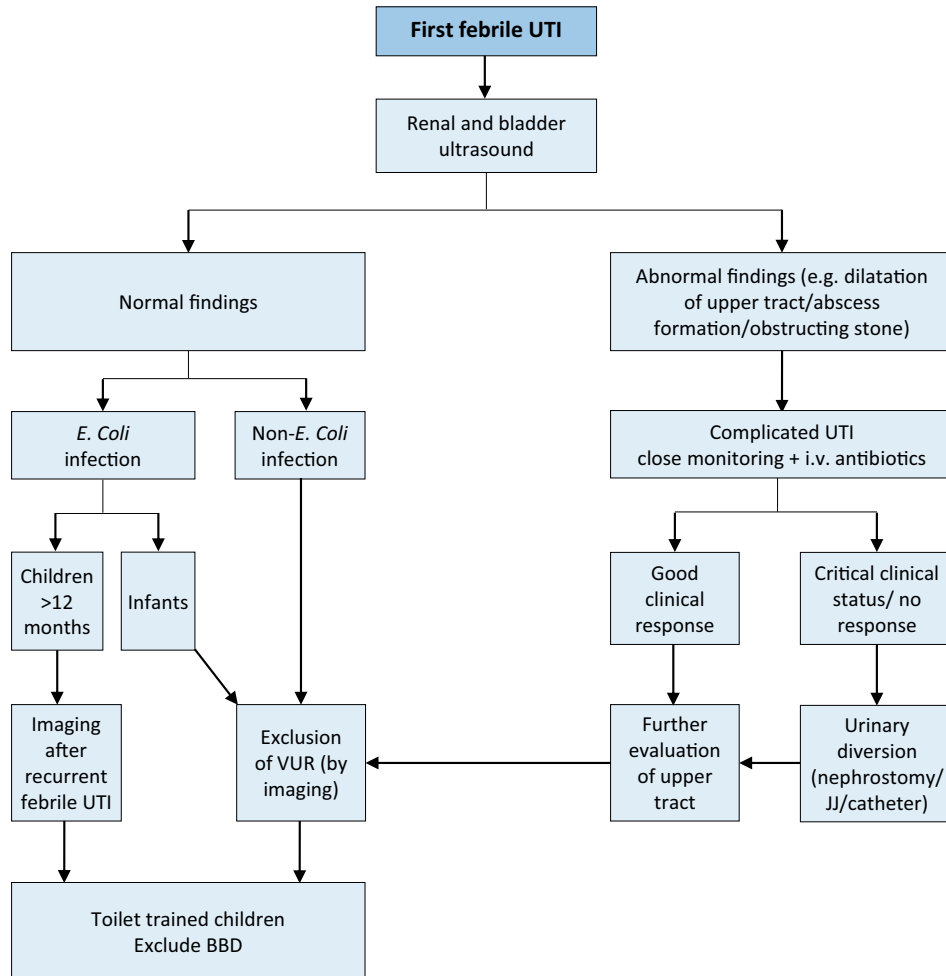 First febrile UTI
Renal and bladder
ultrasound
Normal findings
Abnormal findings (e.g. dilatation
of upper tract/abscess
formation/obstructing stone)
E. Coli
infection
Non-E. Coli
infection
Complicated UTI
close monitoring + i.v. antibiotics
Children
>12
months
Infants
Good
clinical
response
Critical clinical
status/ no
response
Imaging
after
recurrent
febrile UTI
Exclusion
of VUR (by
imaging)
Further
evaluation
of upper
tract
Urinary
diversion
(nephrostomy/
JJ/catheter)
Toilet trained children
Exclude BBD